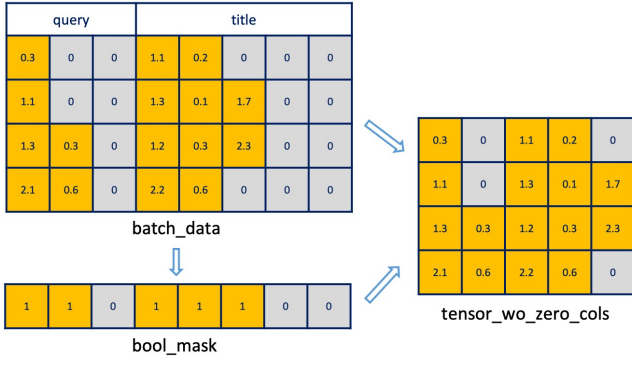 query title
0.3 0 0 1.1 0.2 0 0 0
1.1 0 0 1.3 0.1 1.7 0 0
1.3 0.3 0 1.2 0.3 2.3 0 0
2.1 0.6 0 2.2 0.6 0 0 0
batch_data
1 1 0 1 1 1 0 0
bool_mask
0.3 0 1.1 0.2 0
1.1 0 1.3 0.1 1.7
1.3 0.3 1.2 0.3 2.3
2.1 0.6 2.2 0.6 0
tensor_wo_zero_cols